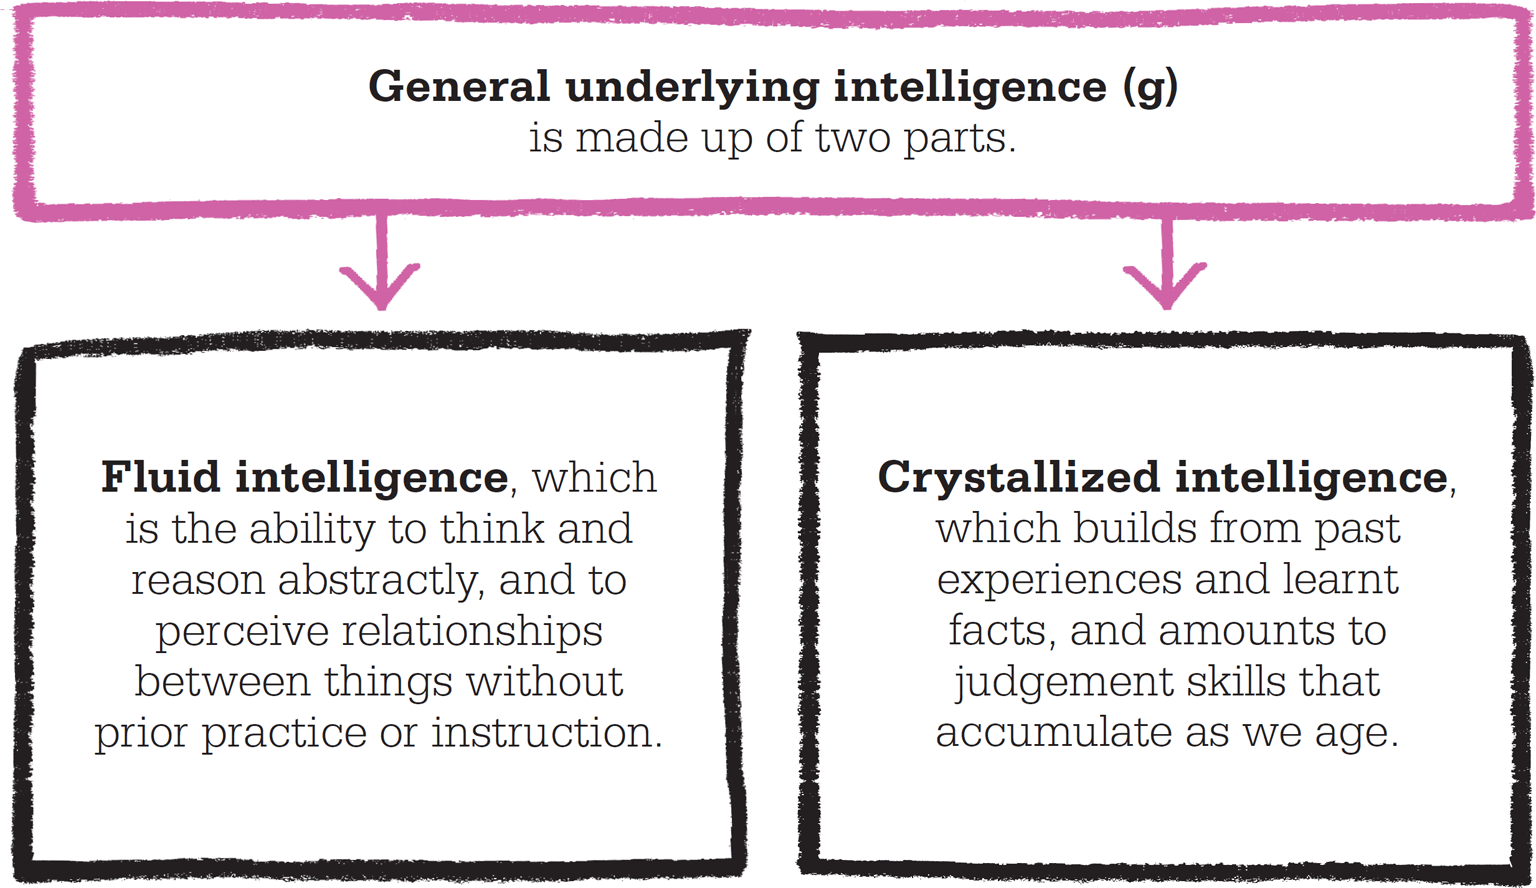 General underlying intelligence (g)
is made up of two parts.
Fluid intelligence, which
is the ability to think and
reason abstractly, and to
perceive relationships
between things without
prior practice or instruction.
Crystallized intelligence,
which builds from past
experiences and learnt
facts, and amounts to
judgement skills that
accumulate as we age.